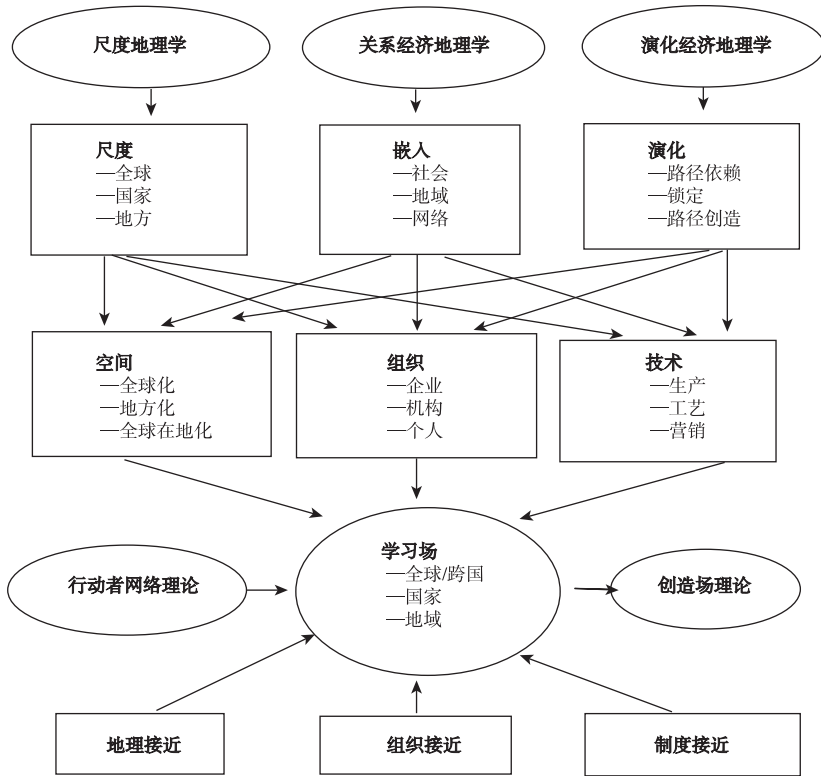 尺度地理学
关系经济地理学
演化经济地理学
尺度
—全球
—国家
—地方
嵌入
—社会
—地域
—网络
演化
—路径依赖
—锁定
—路径创造
空间
—全球化
—地方化
—全球在地化
组织
—企业
—机构
—个人
技术
—生产
—工艺
—营销
学习场
—全球/跨国
—国家
—地域
行动者网络理论
创造场理论
地理接近
组织接近
制度接近